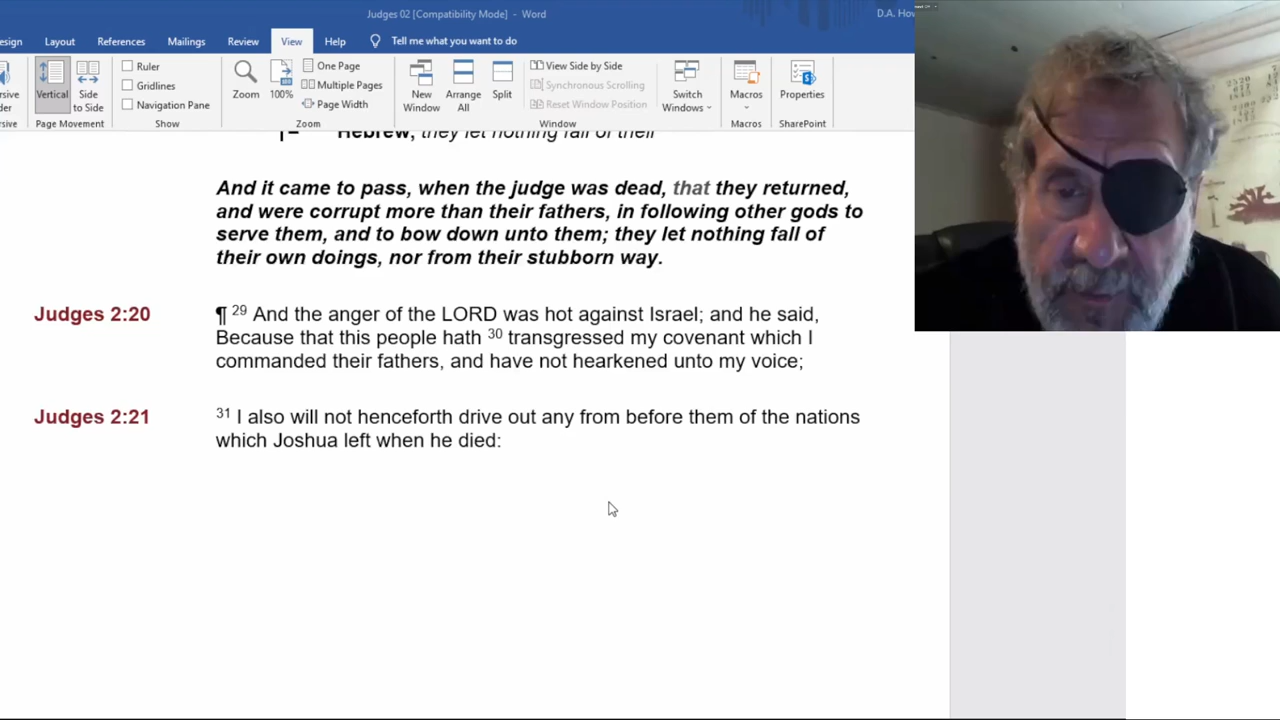 Judges 02 [Compatibility Mode] - Word
D.A. Hov
esign Layout References Mailings Review View Help Tell me what you want to do
Vertical
Side to Side
Page Movement
Ruler
Gridlines
Navigation Pane
Show
Zoom
100%
One Page
Multiple Pages
Page Width
Zoom
New Window
Arrange All
Split
View Side by Side
Synchronous Scrolling
Reset Window Position
Window
Switch Windows
Macros
Macros
Properties
SharePoint
Hebrew, they let nothing fall of their
And it came to pass, when the judge was dead, that they returned,
and were corrupt more than their fathers, in following other gods to
serve them, and to bow down unto them; they let nothing fall of
their own doings, nor from their stubborn way.
Judges 2:20 ¶ 29 And the anger of the LORD was hot against Israel; and he said,
Because that this people hath 30 transgressed my covenant which I
commanded their fathers, and have not hearkened unto my voice;
Judges 2:21 31 I also will not henceforth drive out any from before them of the nations
which Joshua left when he died: